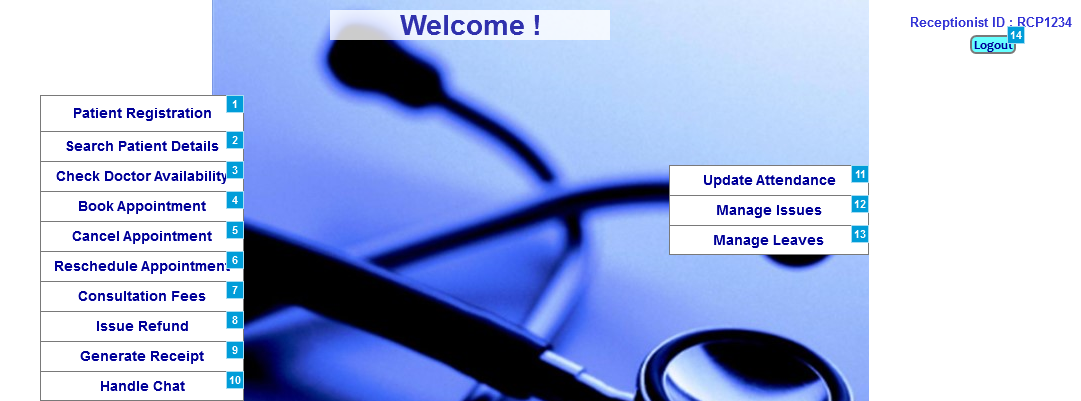 Welcome !
Receptionist ID : RCP1234
Logout
14
Patient Registration
1
Search Patient Details
2
Check Doctor Availability
3
Book Appointment
4
Cancel Appointment
5
Reschedule Appointment
6
Consultation Fees
7
Issue Refund
8
Generate Receipt
9
Handle Chat
10
Update Attendance
11
Manage Issues
12
Manage Leaves
13